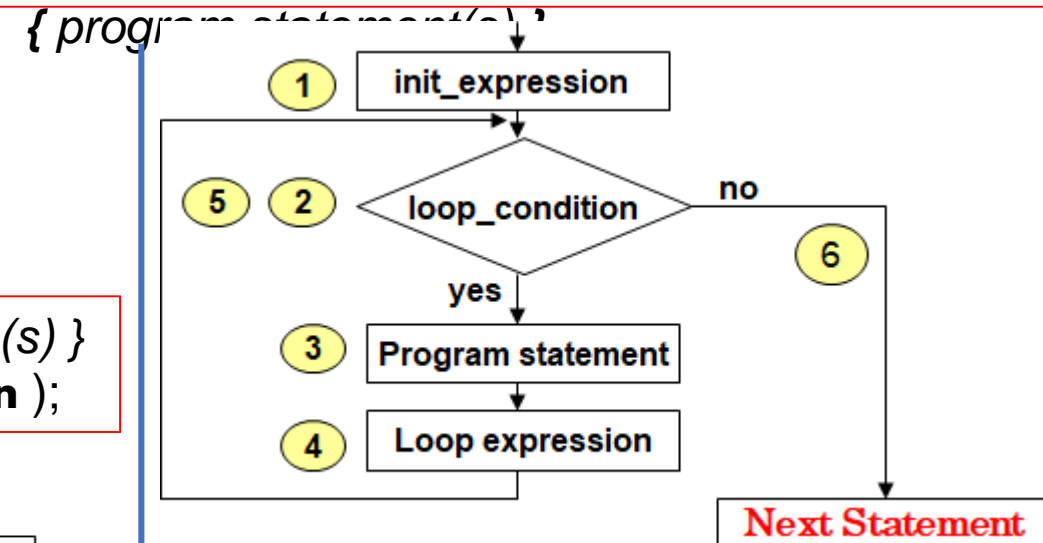 { program statement(s) }
1
init_expression
5
2
loop_condition
no
6
yes
(s) }
n );
3
Program statement
4
Loop expression
Next Statement